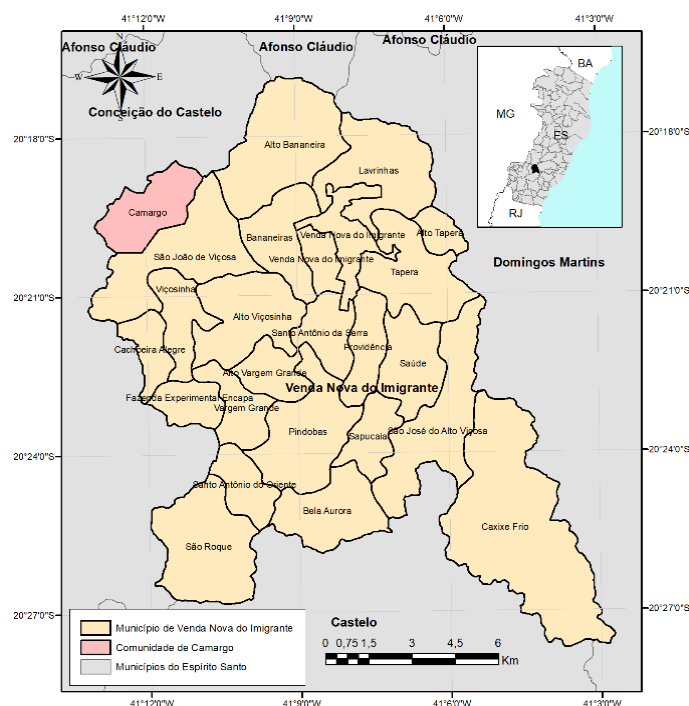 41°12'0"W
41°9'0"W
41°6'0"W
41°3'0"W
Afonso Cláudio
Afonso Cláudio
Afonso Cláudio
N
W
E
S
Conceição do Castelo
BA
MG
ES
RJ
20°18'0"S
20°18'0"S
Alto Bananeira
Lavrinhas
Camargo
Bananeiras
Venda Nova do Imigrante
Alto Tapera
São João de Viçosa
Venda Nova do Imigrante
Tapera
Domingos Martins
20°21'0"S
20°21'0"S
Viçosinha
Alto Viçosinha
Santo Antônio da Serra
Cachoeira Alegre
Providência
Saúde
Alto Vargem Grande
Venda Nova do Imigrante
Fazenda Experimental Encapa
Vargem Grande
Pindobas
Sapucaia
São José do Alto Viçosa
20°24'0"S
20°24'0"S
Santo Antônio do Oriente
Bela Aurora
Caxixe Frio
São Roque
20°27'0"S
20°27'0"S
Município de Venda Nova do Imigrante
Comunidade de Camargo
Municípios do Espírito Santo
Castelo
0 0,75 1,5 3 4,5 6
Km
41°12'0"W
41°9'0"W
41°6'0"W
41°3'0"W